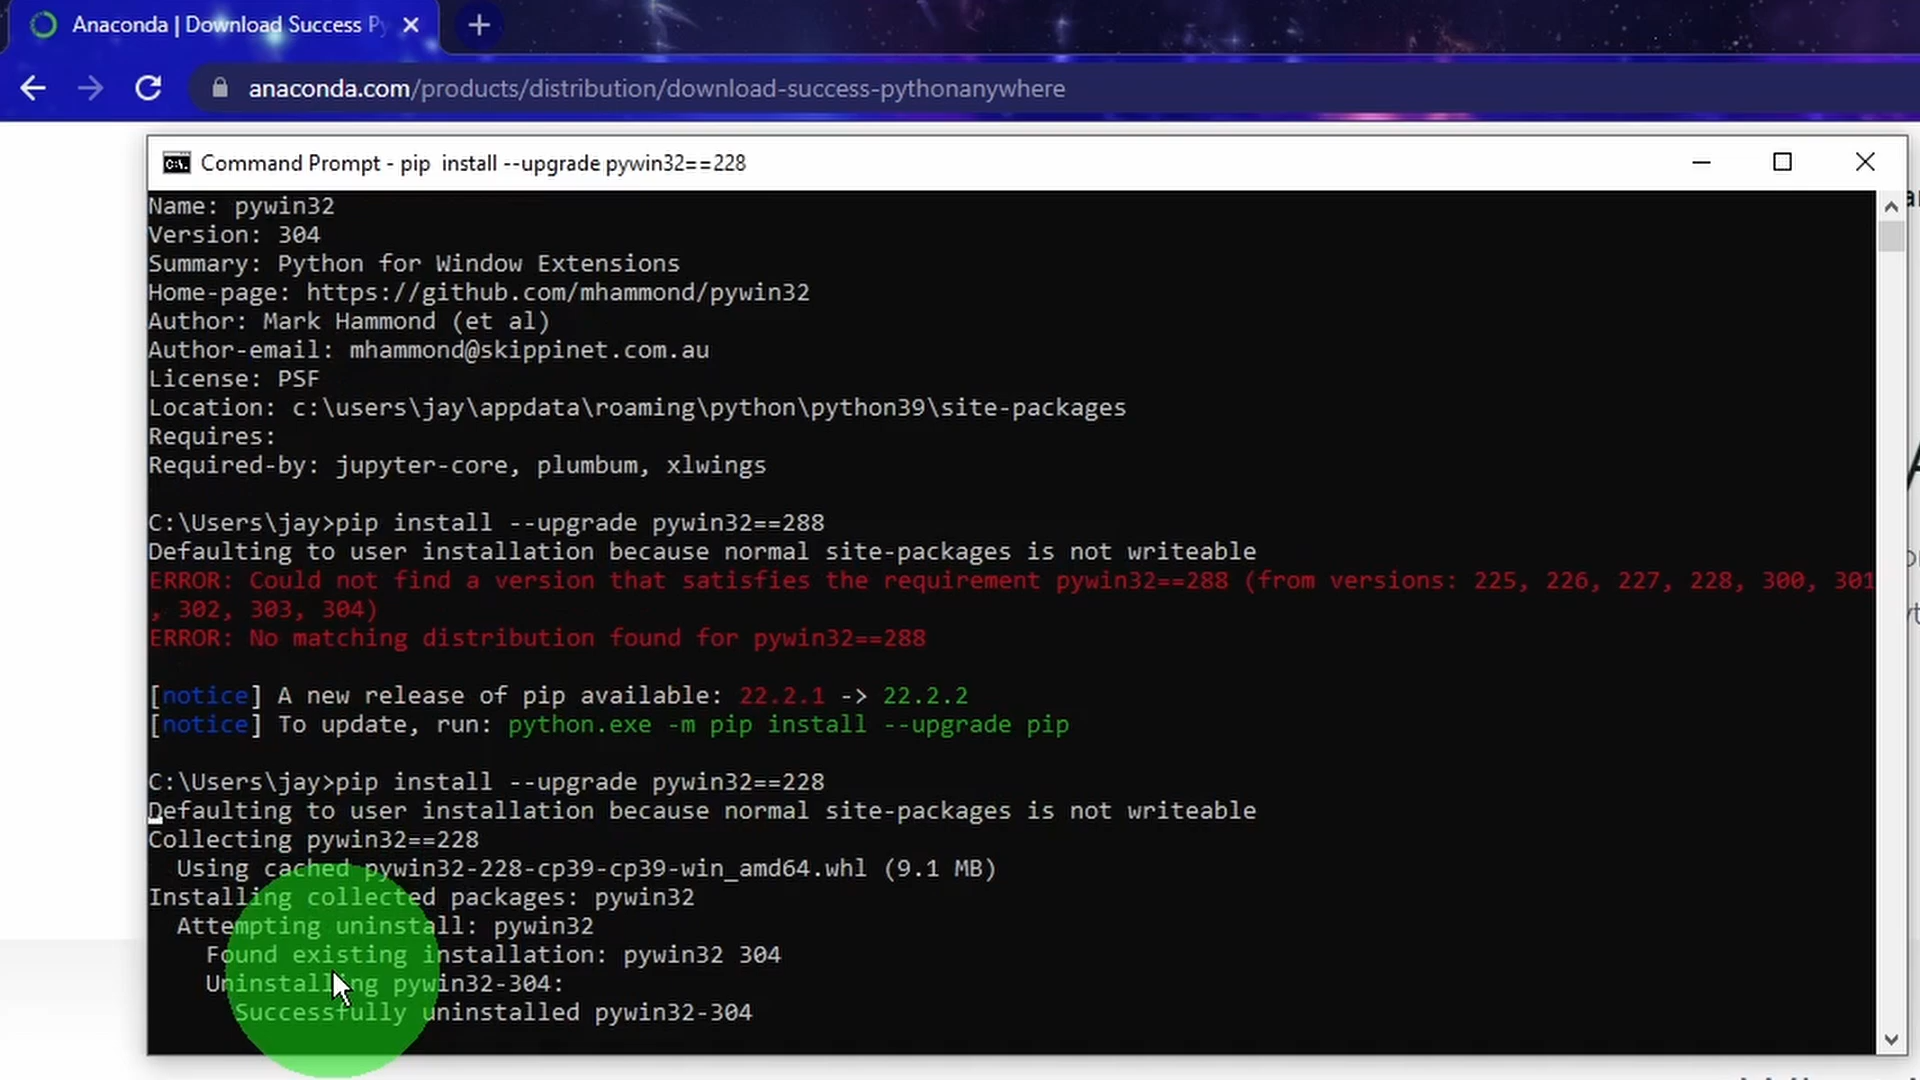 Anaconda | Download Success Py
anaconda.com/products/distribution/download-success-pythonanywhere
Command Prompt - pip  install --upgrade pywin32==228
Name: pywin32
Version: 304
Summary: Python for Window Extensions
Home-page: https://github.com/mhammond/pywin32
Author: Mark Hammond (et al)
Author-email: mhammond@skippinet.com.au
License: PSF
Location: c:\users\jay\appdata\roaming\python\python39\site-packages
Requires:
Required-by: jupyter-core, plumbum, xlwings
C:\Users\jay>pip install --upgrade pywin32==288
Defaulting to user installation because normal site-packages is not writeable
ERROR: Could not find a version that satisfies the requirement pywin32==288 (from versions: 225, 226, 227, 228, 300, 301
, 302, 303, 304)
ERROR: No matching distribution found for pywin32==288
[notice] A new release of pip available: 22.2.1 -> 22.2.2
[notice] To update, run: python.exe -m pip install --upgrade pip
C:\Users\jay>pip install --upgrade pywin32==228
Defaulting to user installation because normal site-packages is not writeable
Collecting pywin32==228
Using cached pywin32-228-cp39-cp39-win_amd64.whl (9.1 MB)
Installing collected packages: pywin32
Attempting uninstall: pywin32
Found existing installation: pywin32 304
Uninstalling pywin32-304:
Successfully uninstalled pywin32-304